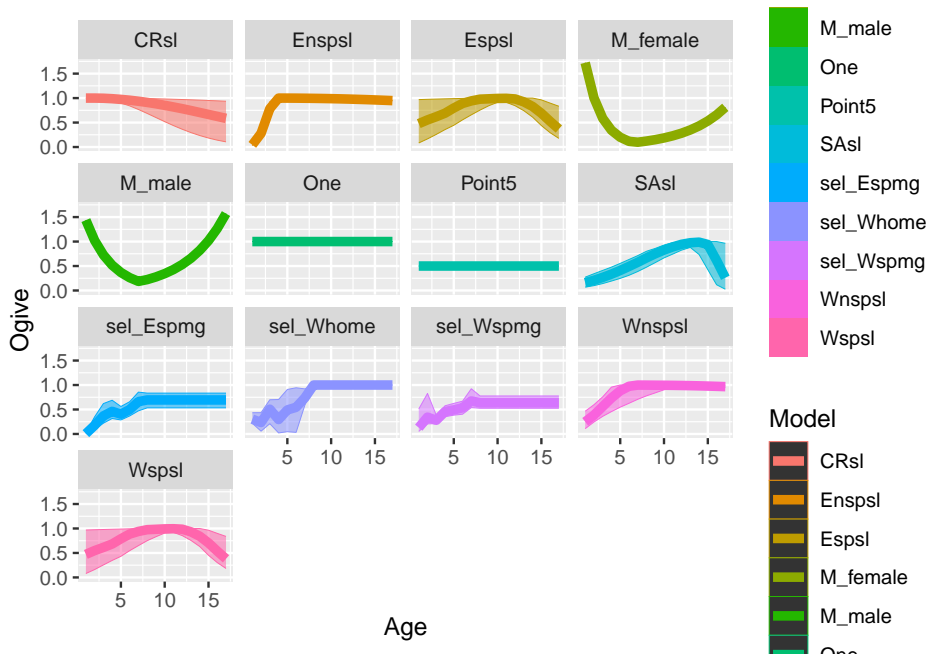 CRsl
Enspsl
Espsl
M_female
1.5
1.0
0.5
0.0
M_male
One
Point5
SAsl
1.5
1.0
0.5
0.0
sel_Espmg
sel_Whome
sel_Wspmg
Wnspsl
1.5
1.0
0.5
0.0
5 10 15
5 10 15
5 10 15
Wspsl
1.5
1.0
0.5
0.0
5 10 15
Age
Ogive
M_male
One
Point5
SAsl
sel_Espmg
sel_Whome
sel_Wspmg
Wnspsl
Wspsl
Model
CRsl
Enspsl
Espsl
M_female
M_male
One